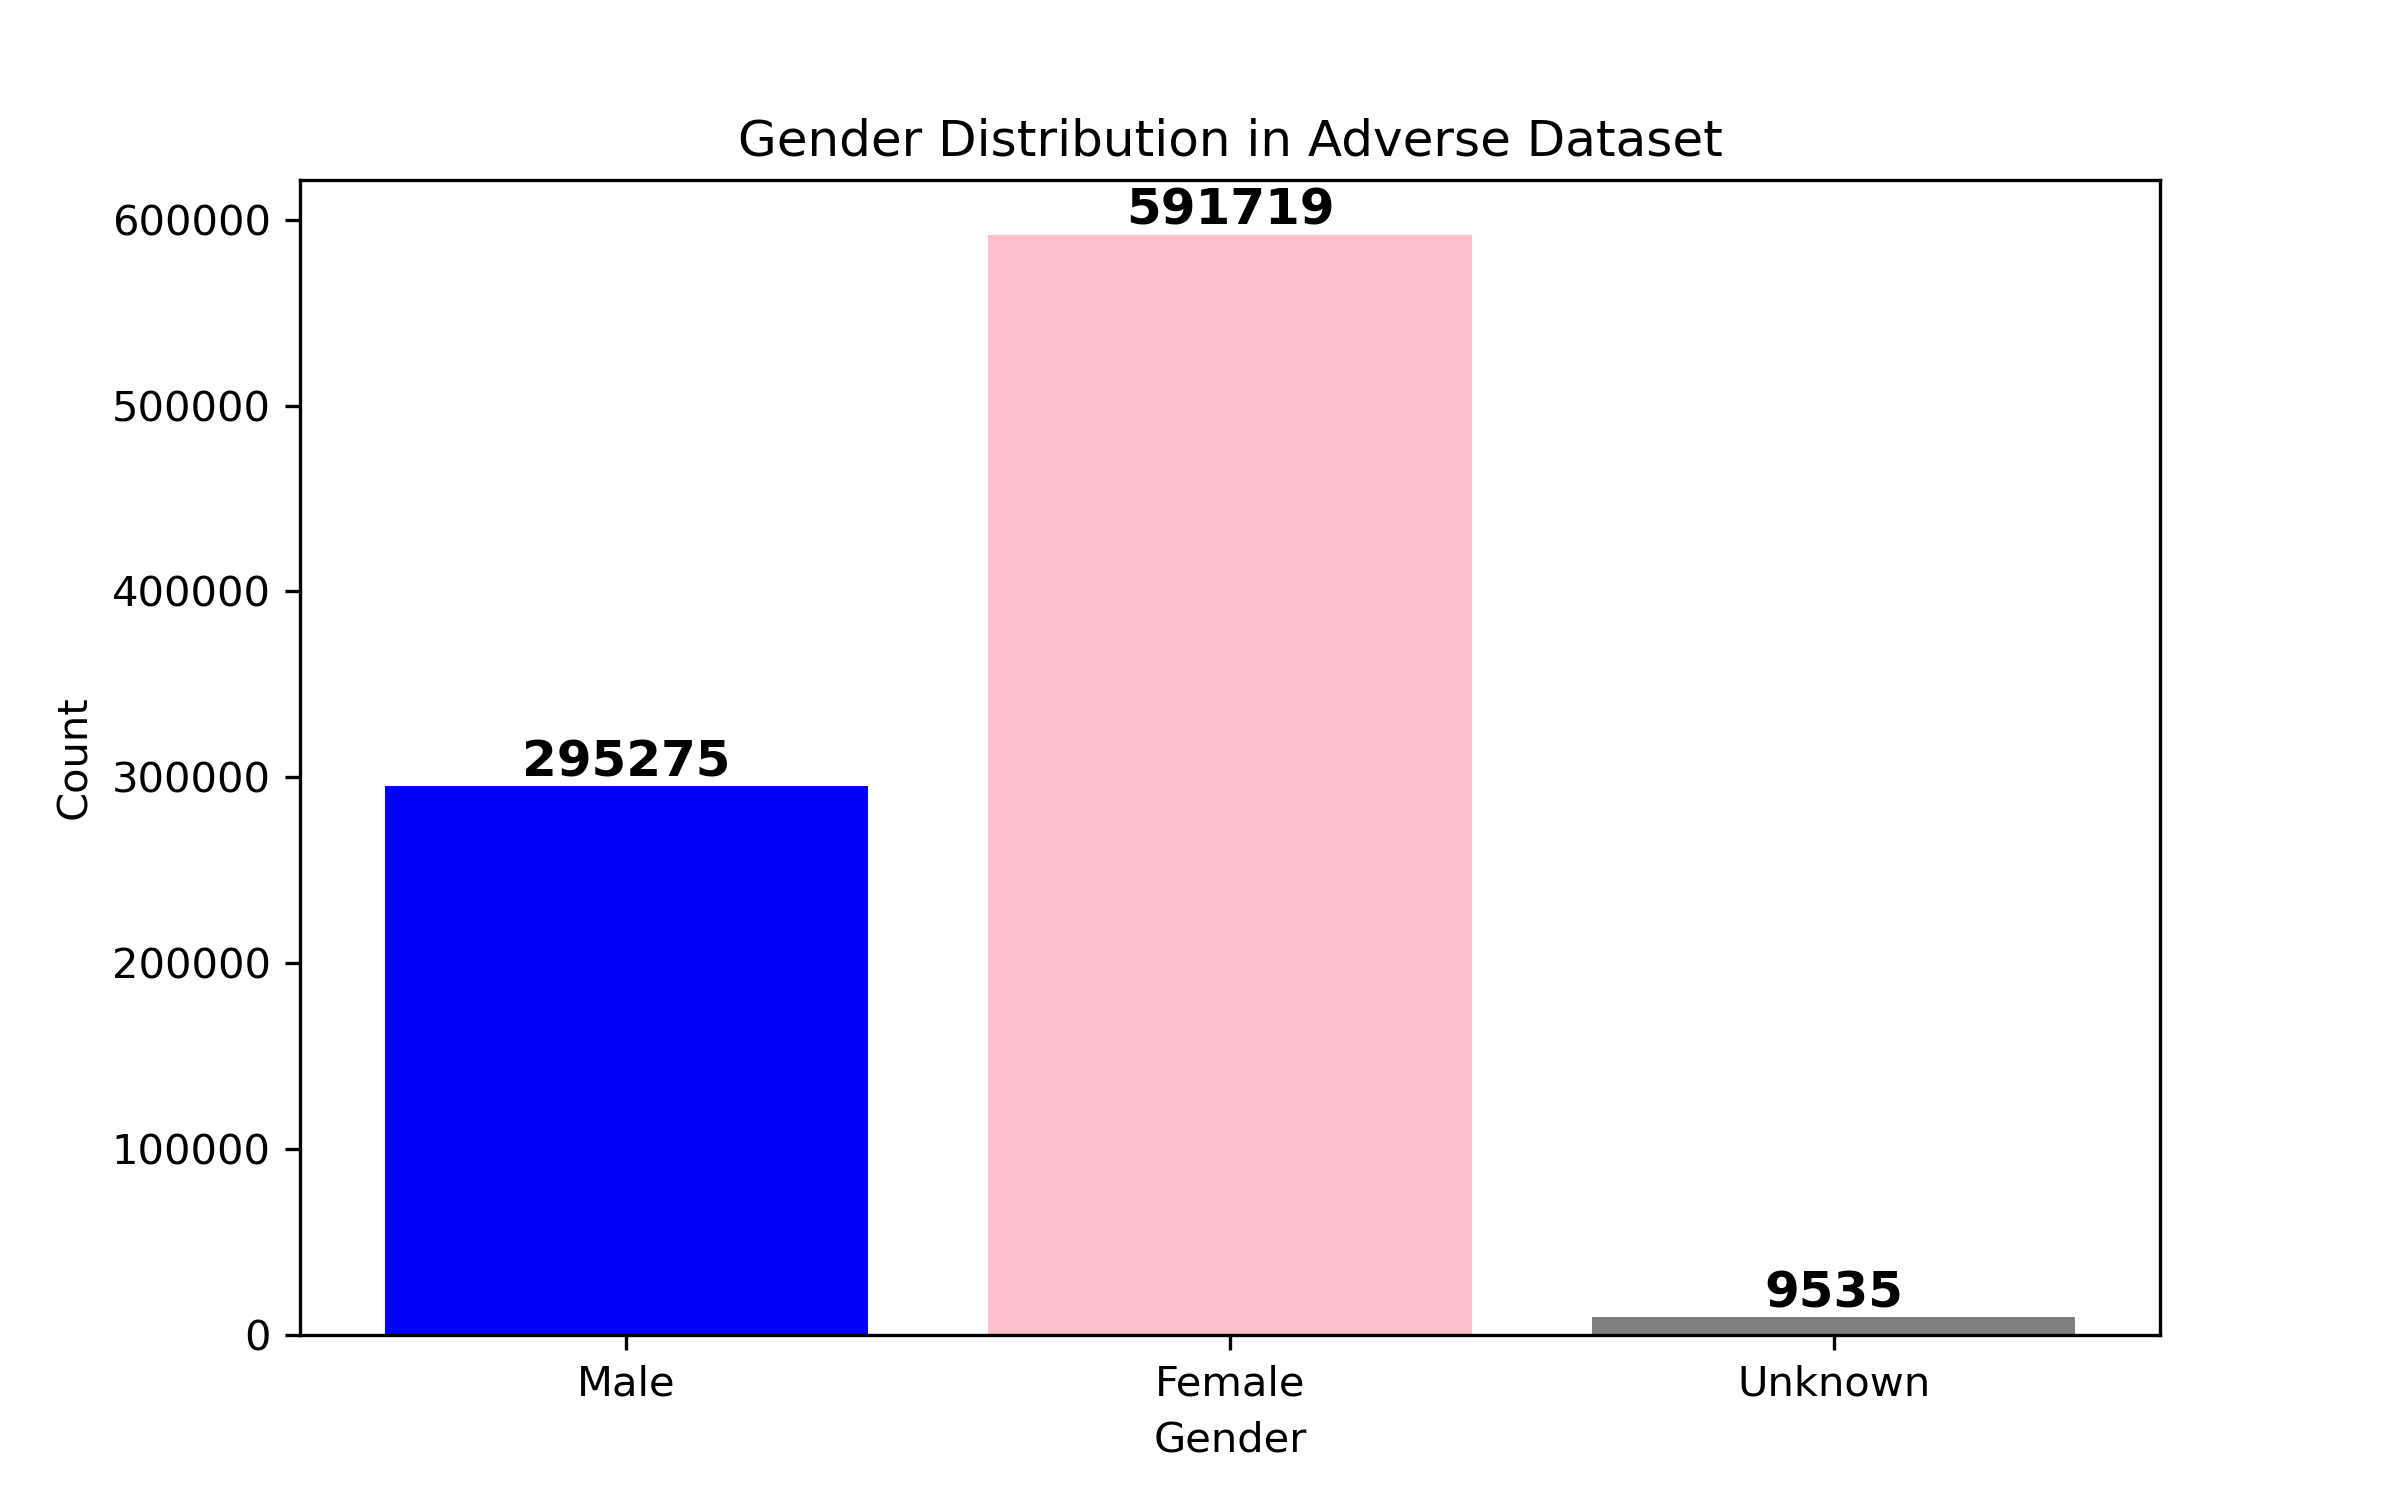 Gender Distribution in Adverse Dataset
600000
500000
400000
300000
200000
100000
0
Count
591719
295275
9535
Male
Female
Unknown
Gender